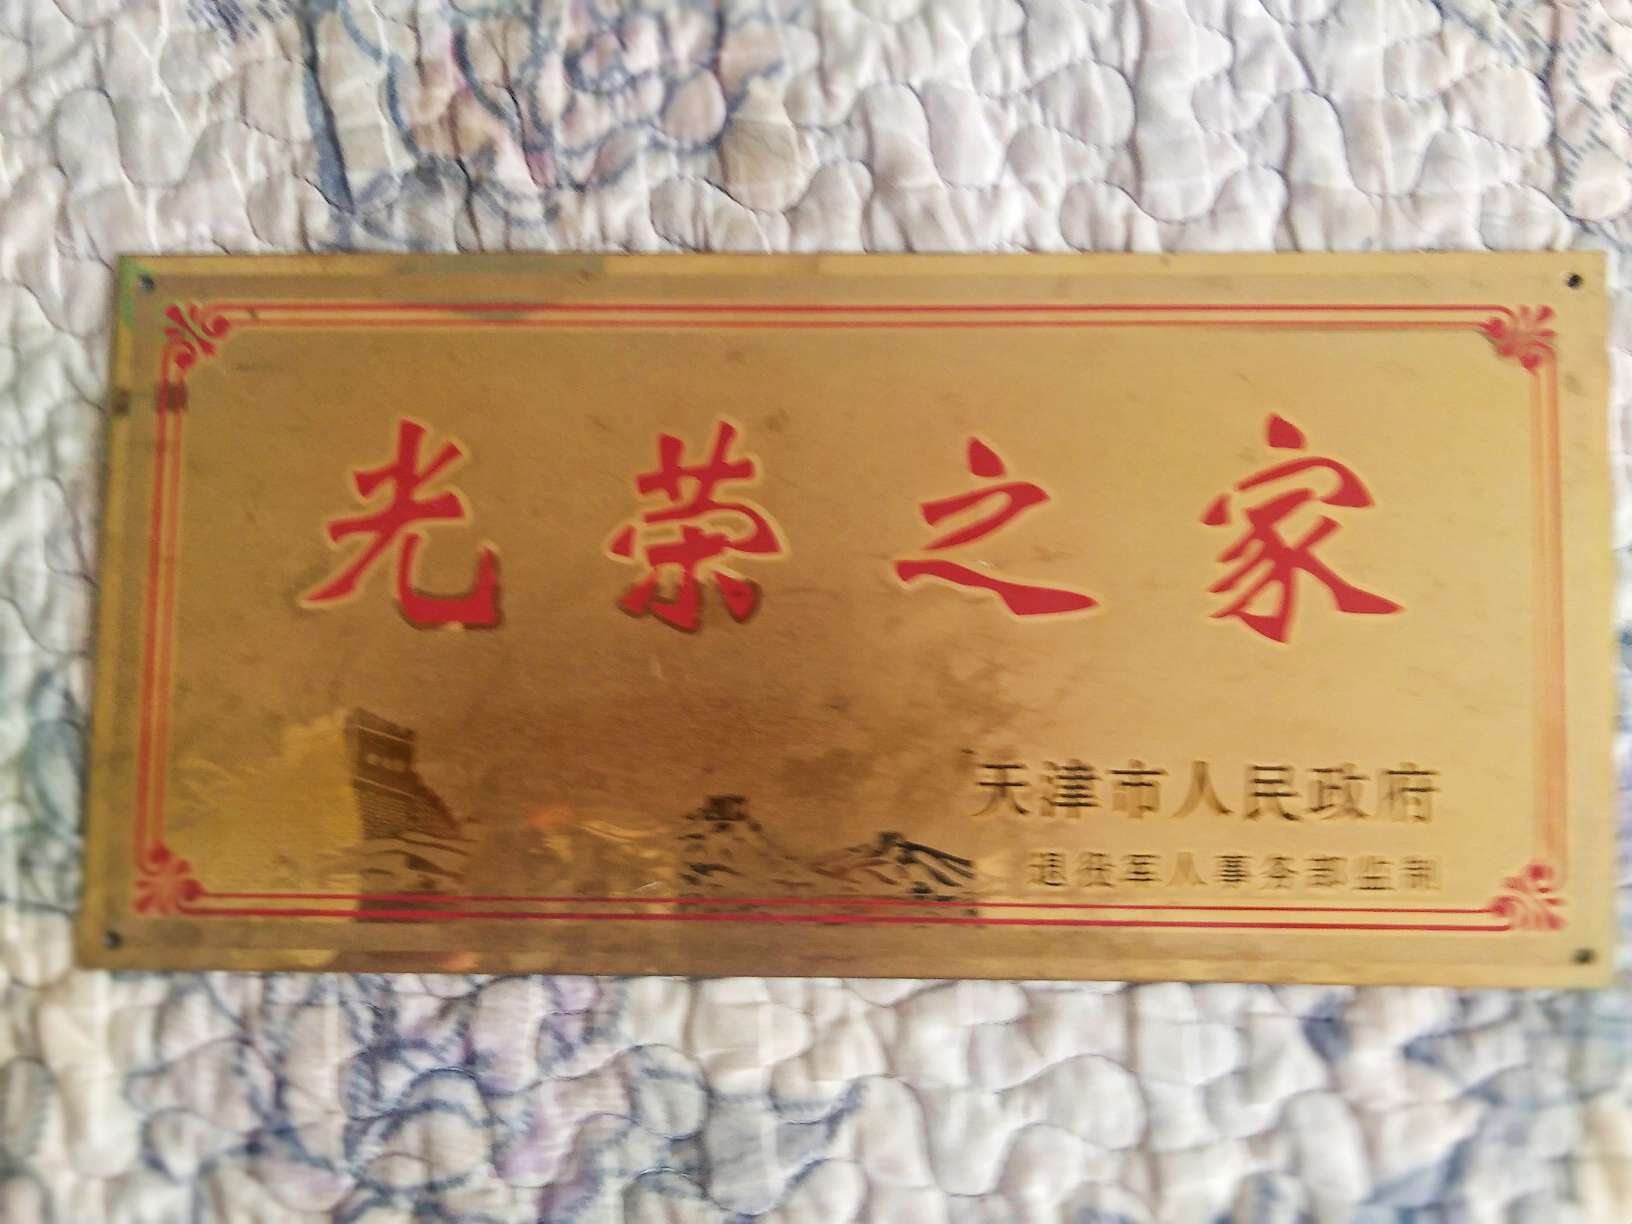 光荣之家
天津市人民政府
退役军人事务部监制